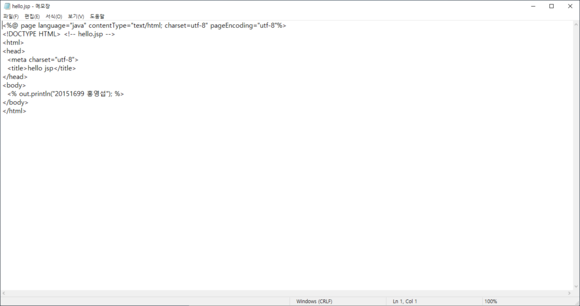 hello.jsp - 메모장
파일(F) 편집(E) 서식(O) 보기(V) 도움말
<%@ page language="java" contentType="text/html; charset=utf-8" pageEncoding="utf-8"%>
<!DOCTYPE HTML> <!-- hello.jsp -->
<html>
<head>
<meta charset="utf-8">
<title>hello jsp</title>
</head>
<body>
<% out.println("20151699 홍영섭"); %>
</body>
</html>
Windows (CRLF) Ln 1, Col 1 100%